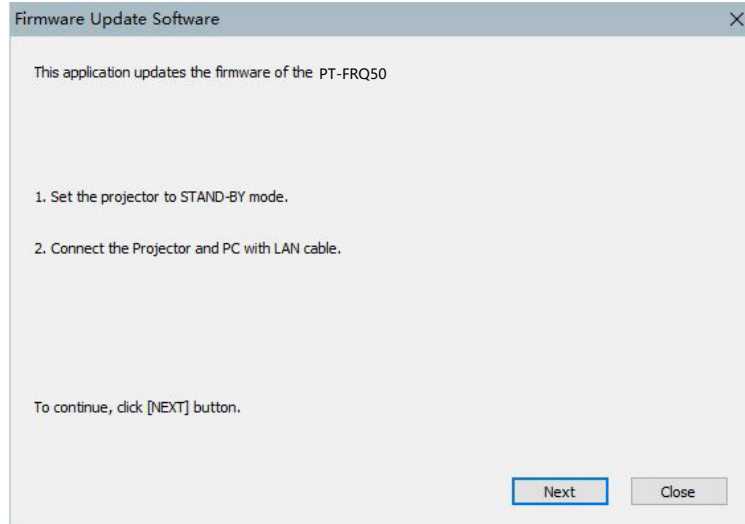 Firmware Update Software
This application updates the firmware of the PT-FRQ50
1. Set the projector to STAND-BY mode.
2. Connect the Projector and PC with LAN cable.
To continue, click [NEXT] button.
Next Close